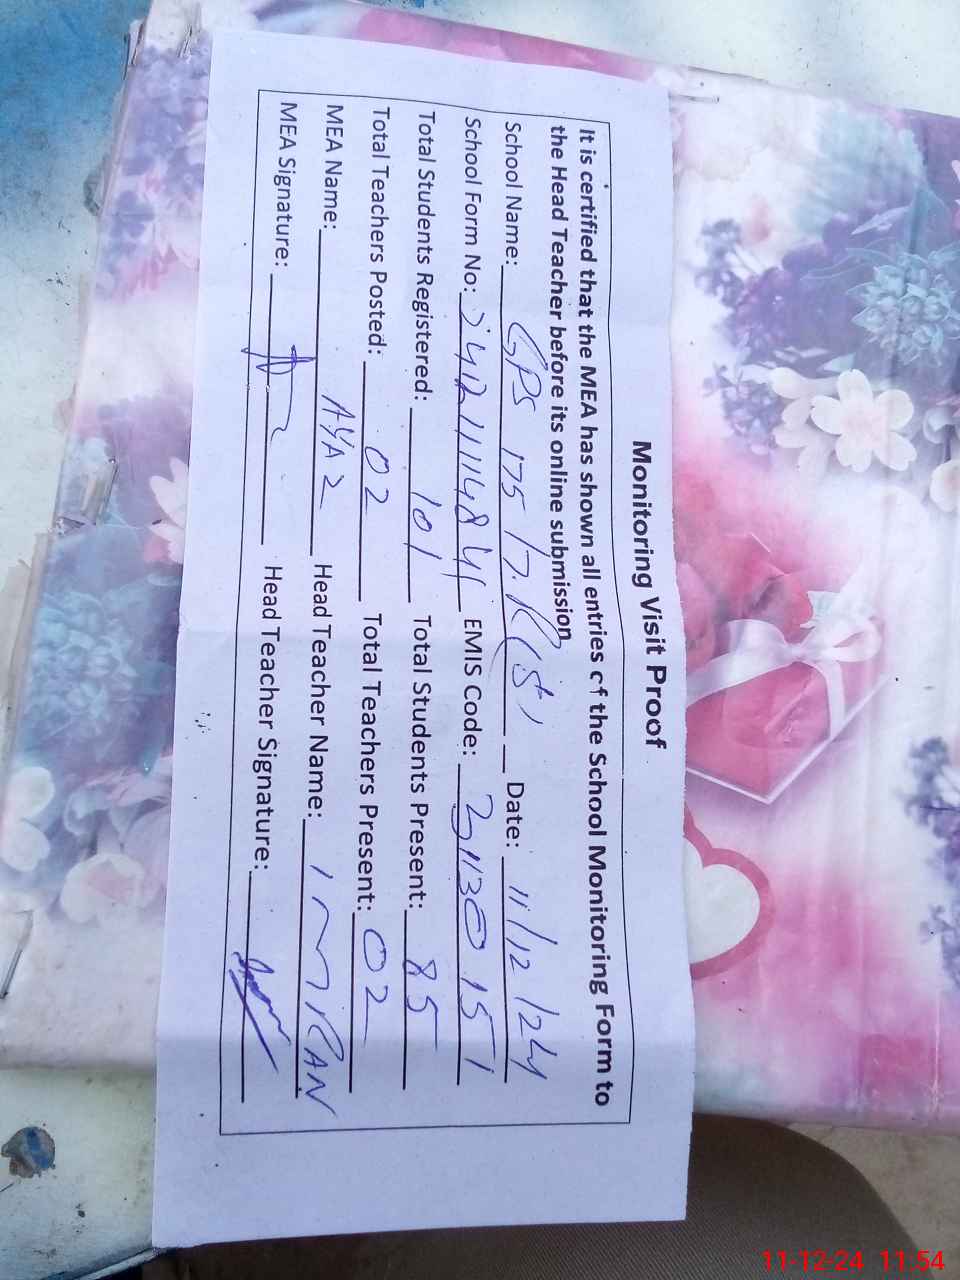 Monitoring Visit Proof
It is certified that the MEA has shown all entries of the School Monitoring Form to
the Head Teacher before its online submission
School Name: GPS 175/7.R(S) Date: 11/12/24
School Form No: EMIS Code:
Total Students Registered: 101 Total Students Present: 85
Total Teachers Posted: 02 Total Teachers Present: 02
MEA Name: AYAZ Head Teacher Name: IMRAN
MEA Signature: Head Teacher Signature:
11-12-24 11:54